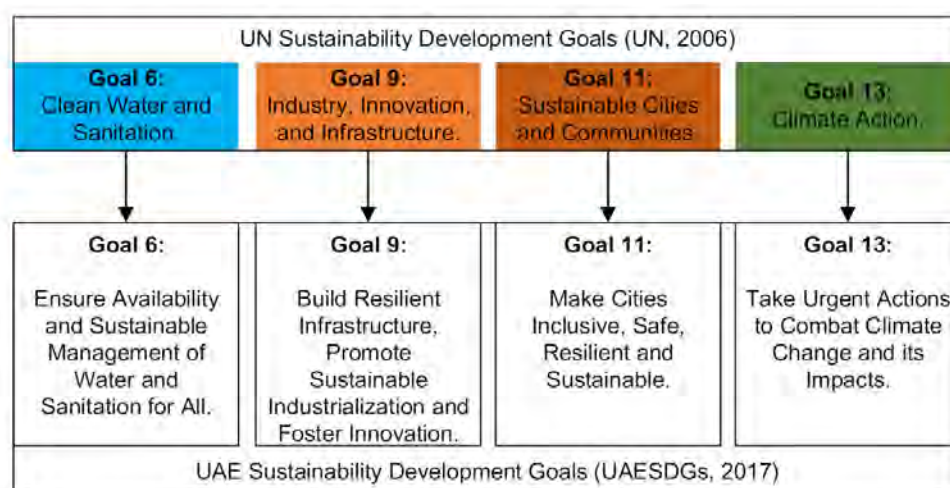 UN Sustainability Development Goals (UN, 2006)
Goal 6:
Clean Water and
Sanitation.
Goal 9:
Industry, Innovation,
and Infrastructure.
Goal 11:
Sustainable Cities
and Communities
Goal 13:
Climate Action.
Goal 6:
Ensure Availability
and Sustainable
Management of
Water and
Sanitation for All.
Goal 9:
Build Resilient
Infrastructure,
Promote
Sustainable
Industrialization and
Foster Innovation.
Goal 11:
Make Cities
Inclusive, Safe,
Resilient and
Sustainable.
Goal 13:
Take Urgent Actions
to Combat Climate
Change and its
Impacts.
UAE Sustainability Development Goals (UAESDGs, 2017)